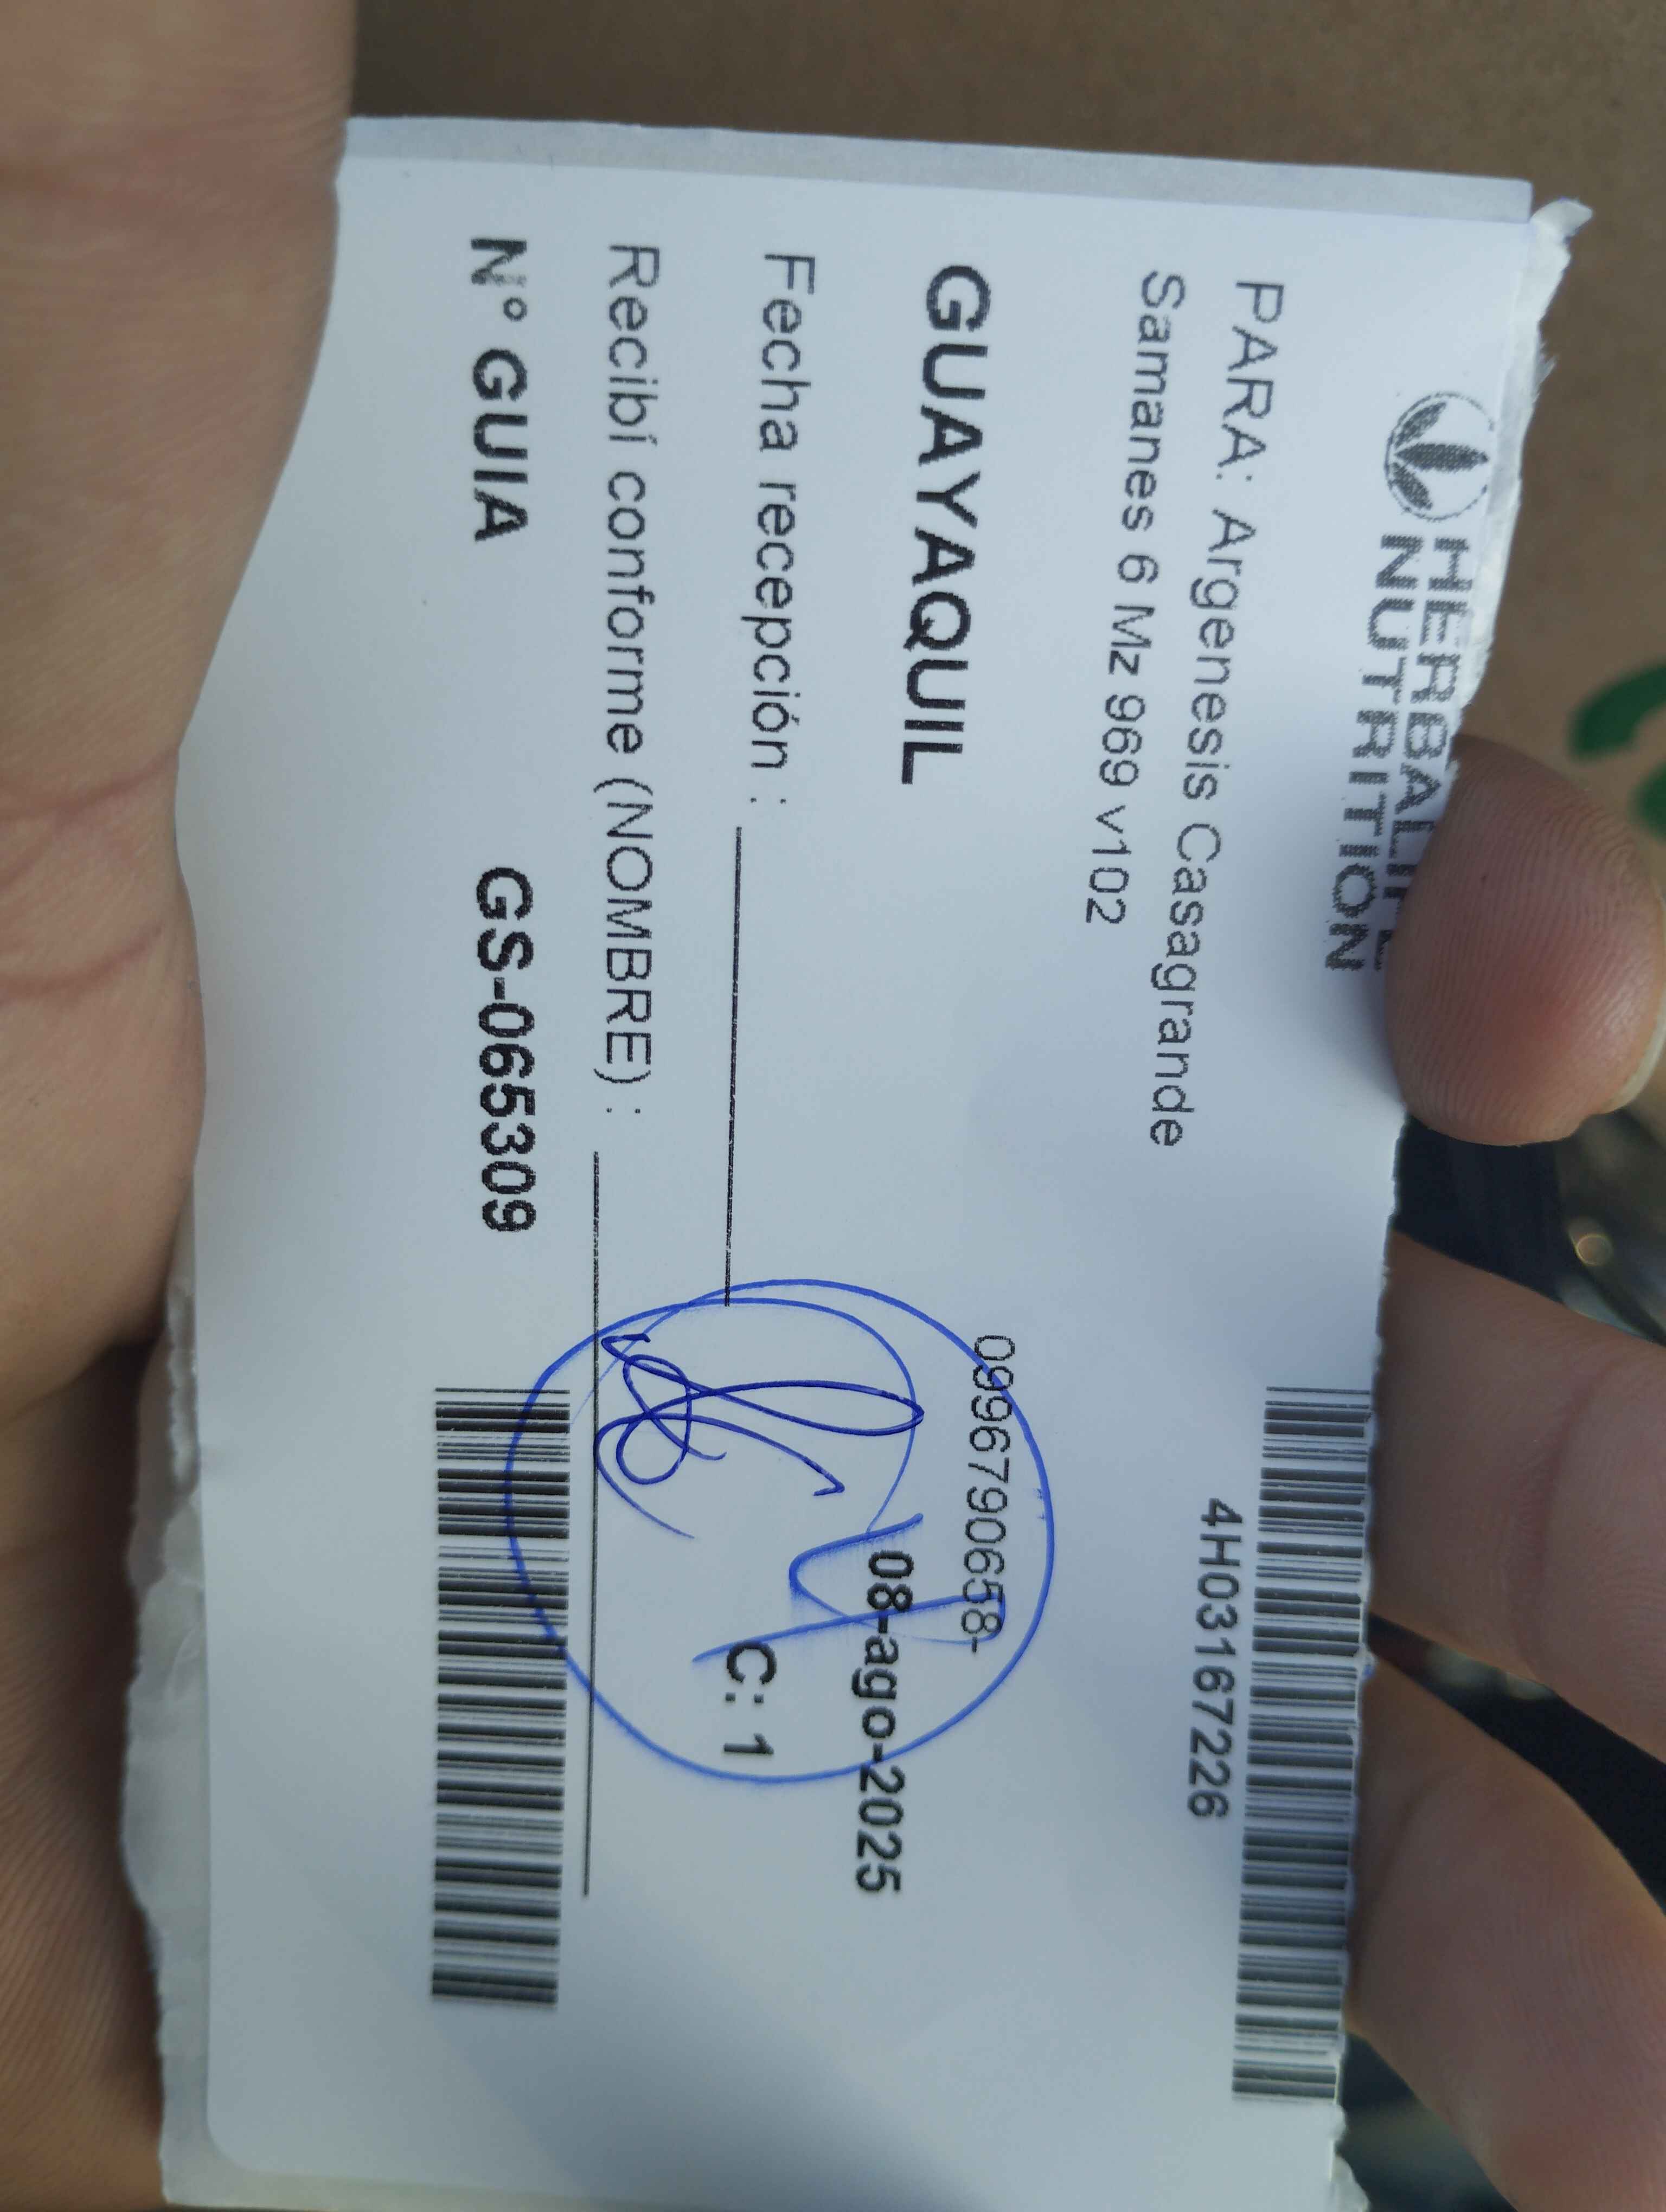 HERBALIFE
NUTRITION
4H03167226
PARA: Argenesis Casagrande
Samanes 6 Mz 969 v102
0996790658-
GUAYAQUIL
08-ago-2025
Fecha recepción :
C: 1
Recibí conforme (NOMBRE) :
N° GUIA GS-065309